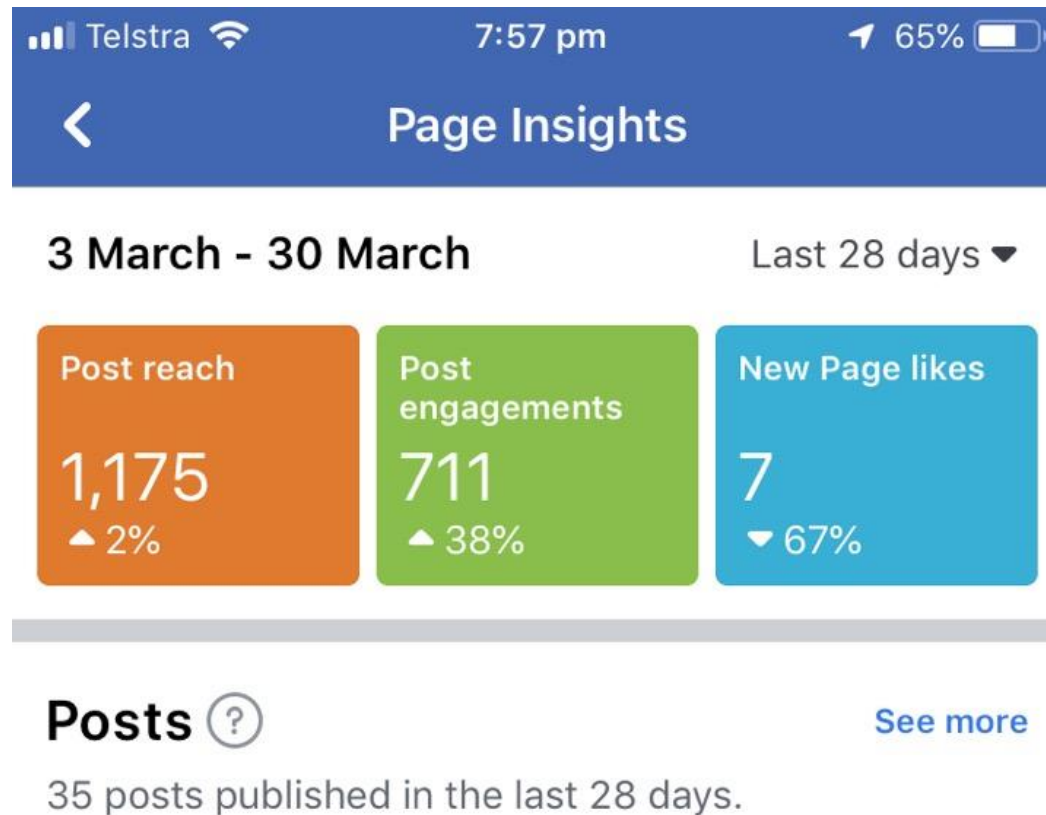 Telstra 7:57 pm 65%
Page Insights
3 March - 30 March Last 28 days
Post reach
1,175
2%
Post
engagements
711
38%
New Page likes
7
67%
Posts ? See more
35 posts published in the last 28 days.